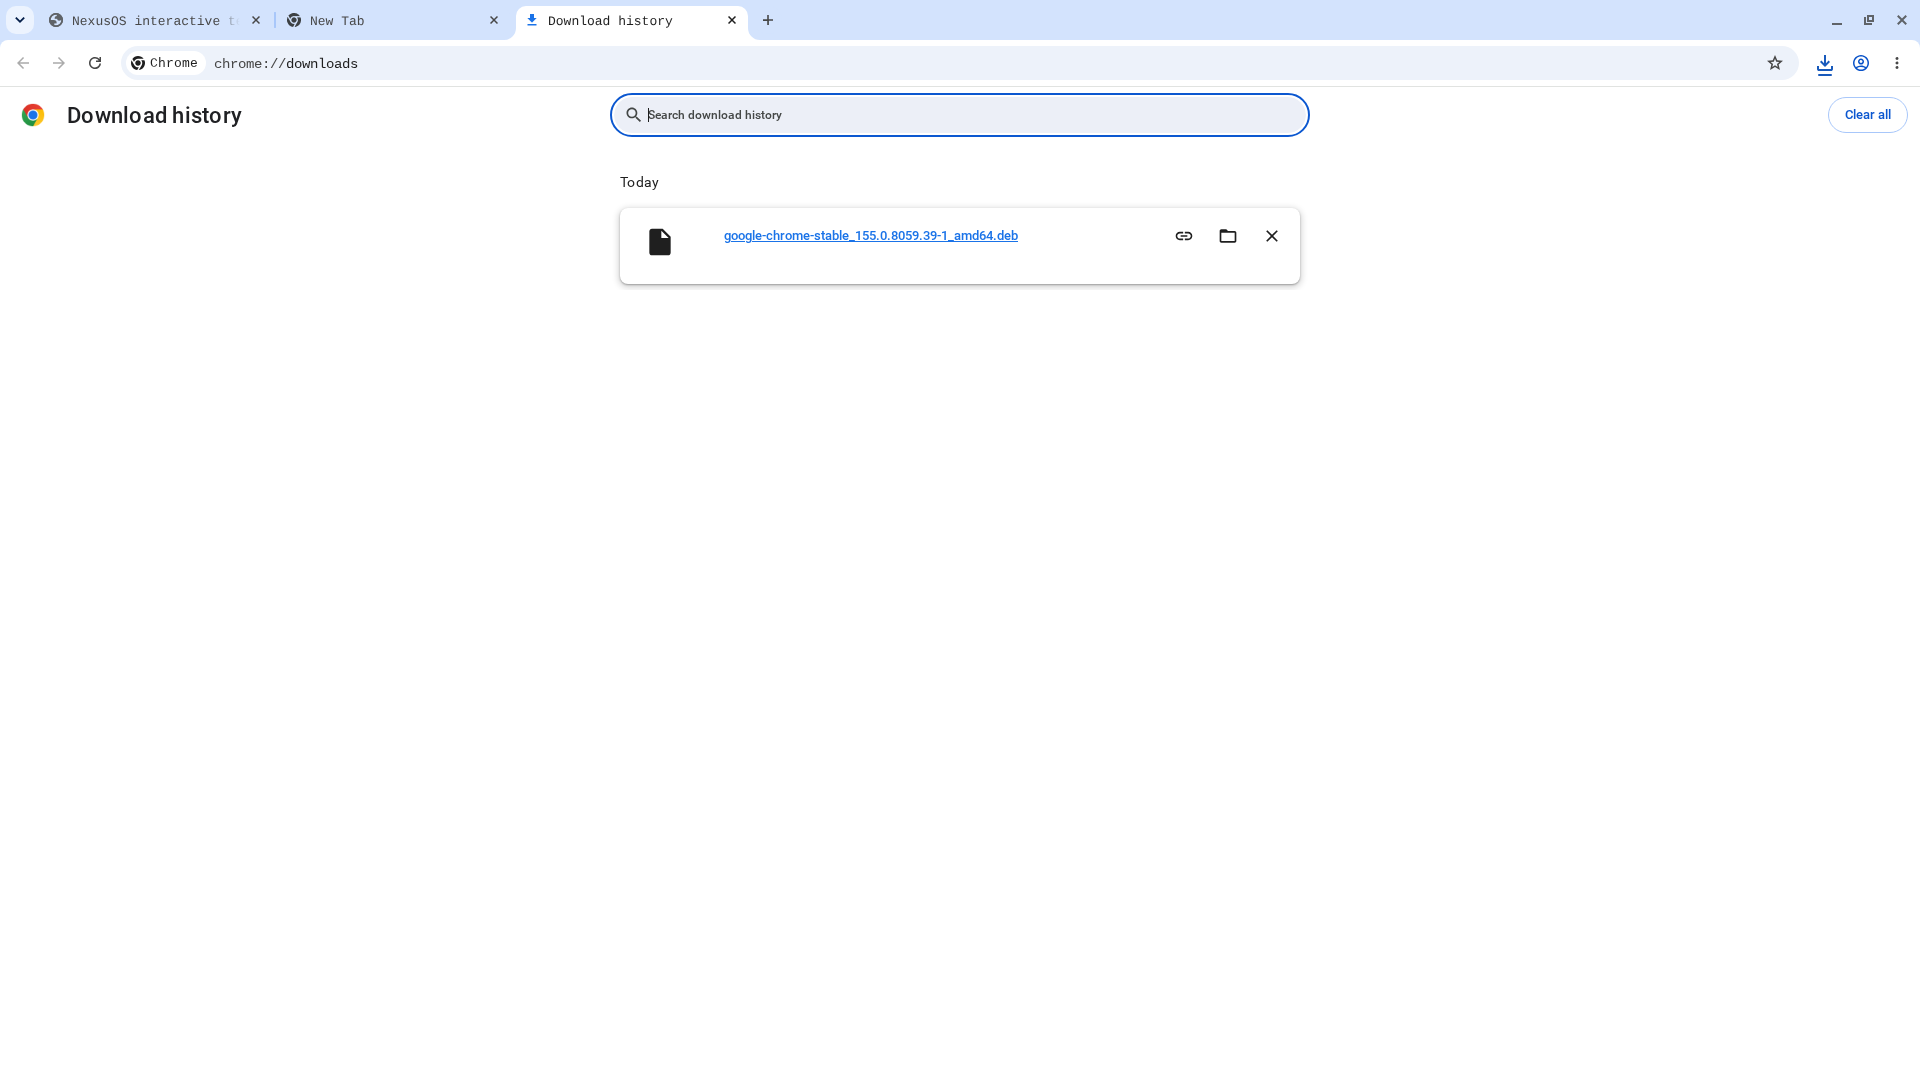 NexusOS interactive t
New Tab
Download history
Chrome
chrome://downloads
Download history
Search download history
Clear all
Today
google-chrome-stable_155.0.8059.39-1_amd64.deb